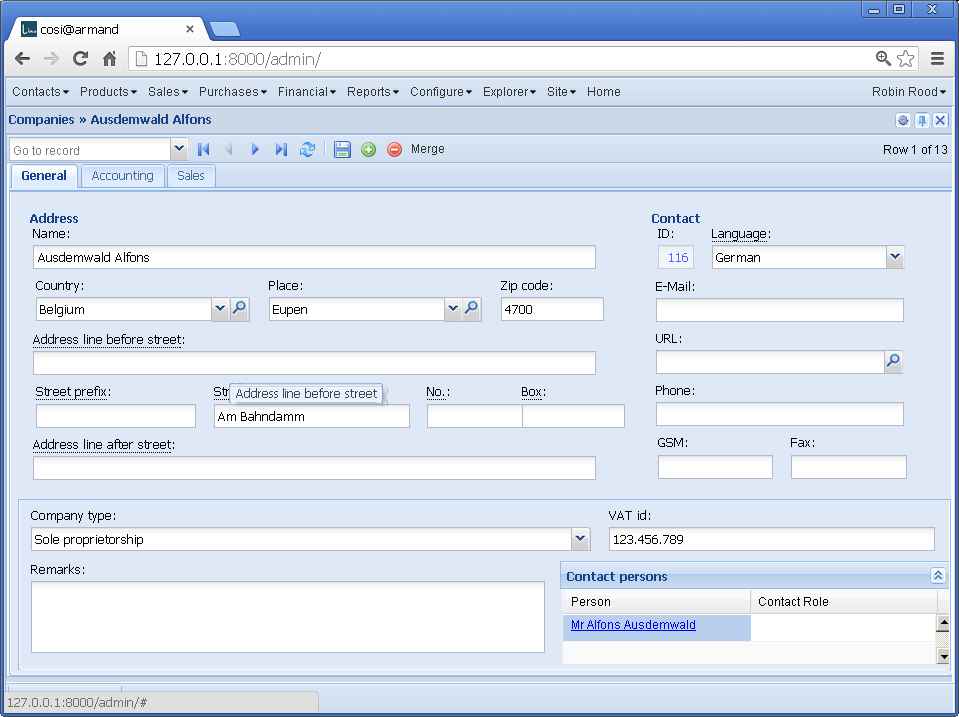 cosi@armand
127.0.0.1:8000/admin/
Contacts Products Sales Purchases Financial Reports Configure Explorer Site Home Robin Rood
Companies » Ausdemwald Alfons
Go to record Merge Row 1 of 13
General Accounting Sales
Address Contact
Name: ID: Language:
Ausdemwald Alfons 116 German
Country: Place: Zip code: E-Mail:
Belgium Eupen 4700
Address line before street: URL:
Street prefix: Str No.: Box: Phone:
Address line before street
Am Bahndamm
Address line after street: GSM: Fax:
Company type: VAT id:
Sole proprietorship 123.456.789
Remarks: Contact persons
Person Contact Role
Mr Alfons Ausdemwald
127.0.0.1:8000/admin/#